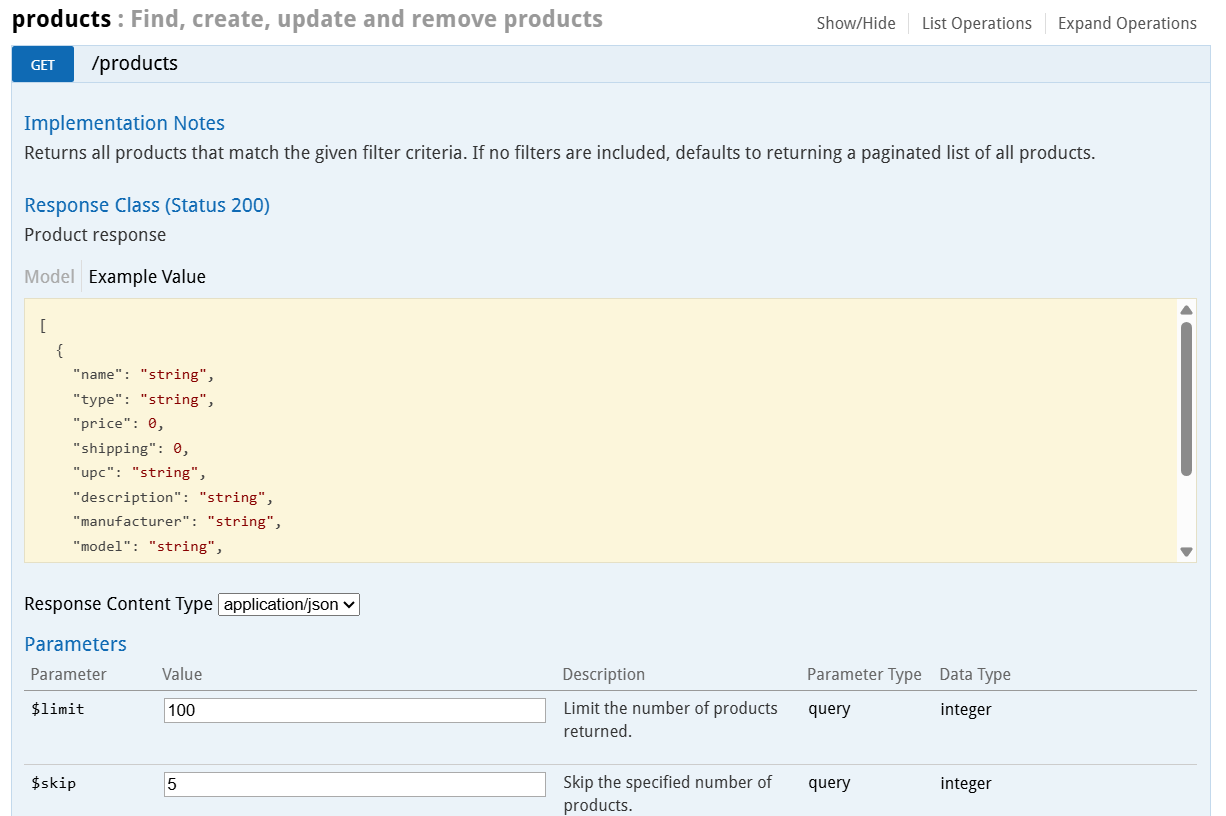 products : Find, create, update and remove products
Show/Hide List Operations Expand Operations
GET /products
Implementation Notes
Returns all products that match the given filter criteria. If no filters are included, defaults to returning a paginated list of all products.
Response Class (Status 200)
Product response
Model Example Value
[
{
"name": "string",
"type": "string",
"price": 0,
"shipping": 0,
"upc": "string",
"description": "string",
"manufacturer": "string",
"model": "string",
Response Content Type application/json
Parameters
Parameter Value Description Parameter Type Data Type
$limit 100 Limit the number of products query integer
returned.
$skip 5 Skip the specified number of query integer
products.